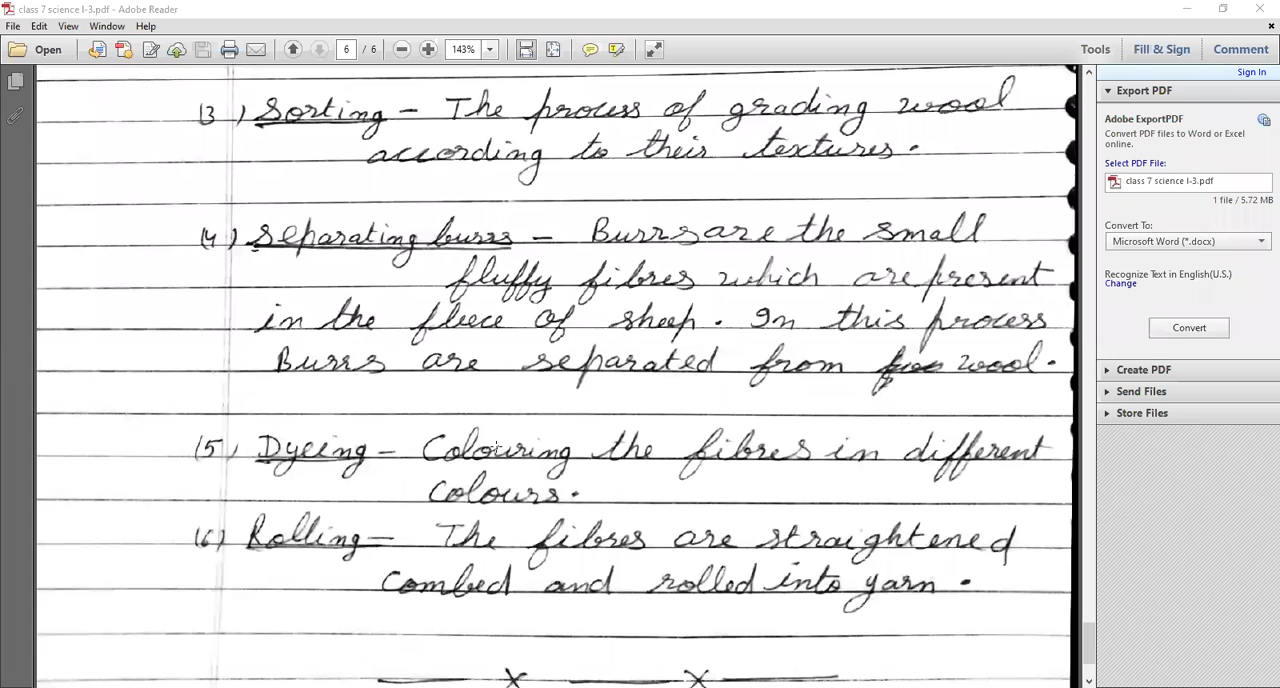 class 7 science l-3.pdf - Adobe Reader
File Edit View Window Help
Open 6 / 6 143% Tools Fill & Sign Comment
Sign In
(3) Sorting - The process of grading wool
according to their textures.
(4) Separating burrs - Burrs are the small
fluffy fibres which are present
in the fleece of sheep. In this process
Burrs are separated from wool.
(5) Dyeing - Colouring the fibres in different
Colours.
(6) Rolling - The fibres are straightened
Combed and rolled into yarn.
Export PDF
Adobe ExportPDF
Convert PDF files to Word or Excel
online.
Select PDF File:
class 7 science l-3.pdf
1 file / 5.72 MB
Convert To:
Microsoft Word (*.docx)
Recognize Text in English(U.S.)
Change
Convert
Create PDF
Send Files
Store Files